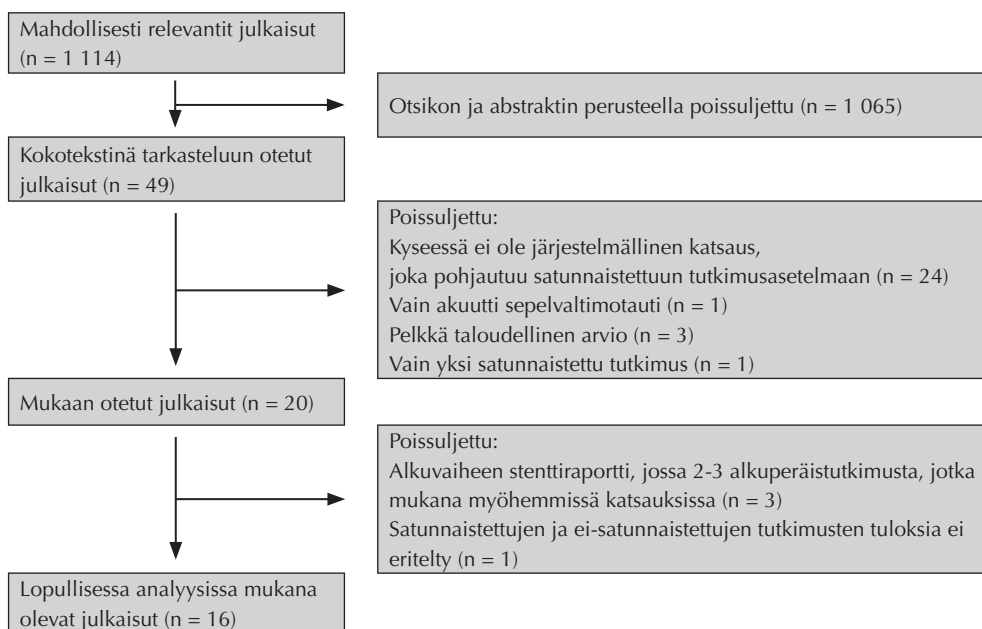 Mahdollisesti relevantit julkaisut
(n = 1 114)
Otsikon ja abstraktin perusteella poissuljettu (n = 1 065)
Kokotekstinä tarkasteluun otetut
julkaisut (n = 49)
Poissuljettu:
Kyseessä ei ole järjestelmällinen katsaus,
joka pohjautuu satunnaistettuun tutkimusasetelmaan (n = 24)
Vain akuutti sepelvaltimotauti (n = 1)
Pelkkä taloudellinen arvio (n = 3)
Vain yksi satunnaistettu tutkimus (n = 1)
Mukaan otetut julkaisut (n = 20)
Poissuljettu:
Alkuvaiheen stenttiraportti, jossa 2-3 alkuperäistutkimusta, jotka
mukana myöhemmissä katsauksissa (n = 3)
Satunnaistettujen ja ei-satunnaistettujen tutkimusten tuloksia ei
eritelty (n = 1)
Lopullisessa analyysissa mukana
olevat julkaisut (n = 16)